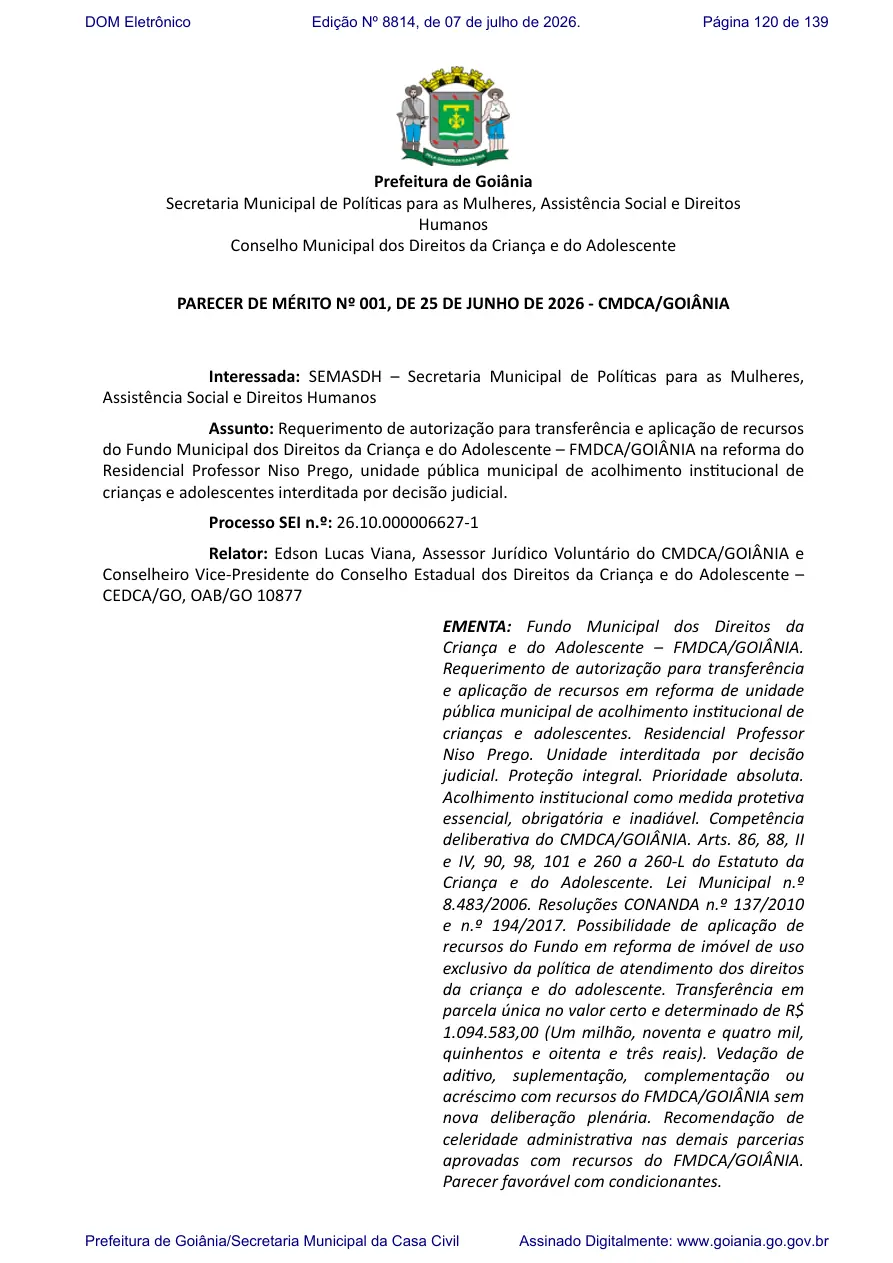 DOM Eletrônico Edição Nº 8814, de 07 de julho de 2026. Página 120 de 139
PELA GRANDEZA DA PATRIA
Prefeitura de Goiânia
Secretaria Municipal de Políticas para as Mulheres, Assistência Social e Direitos
Humanos
Conselho Municipal dos Direitos da Criança e do Adolescente
PARECER DE MÉRITO Nº 001, DE 25 DE JUNHO DE 2026 - CMDCA/GOIÂNIA
Interessada: SEMASDH – Secretaria Municipal de Políticas para as Mulheres,
Assistência Social e Direitos Humanos
Assunto: Requerimento de autorização para transferência e aplicação de recursos
do Fundo Municipal dos Direitos da Criança e do Adolescente – FMDCA/GOIÂNIA na reforma do
Residencial Professor Niso Prego, unidade pública municipal de acolhimento institucional de
crianças e adolescentes interditada por decisão judicial.
Processo SEI n.º: 26.10.000006627-1
Relator: Edson Lucas Viana, Assessor Jurídico Voluntário do CMDCA/GOIÂNIA e
Conselheiro Vice-Presidente do Conselho Estadual dos Direitos da Criança e do Adolescente –
CEDCA/GO, OAB/GO 10877
EMENTA: Fundo Municipal dos Direitos da
Criança e do Adolescente – FMDCA/GOIÂNIA.
Requerimento de autorização para transferência
e aplicação de recursos em reforma de unidade
pública municipal de acolhimento institucional de
crianças e adolescentes. Residencial Professor
Niso Prego. Unidade interditada por decisão
judicial. Proteção integral. Prioridade absoluta.
Acolhimento institucional como medida protetiva
essencial, obrigatória e inadiável. Competência
deliberativa do CMDCA/GOIÂNIA. Arts. 86, 88, II
e IV, 90, 98, 101 e 260 a 260-L do Estatuto da
Criança e do Adolescente. Lei Municipal n.º
8.483/2006. Resoluções CONANDA n.º 137/2010
e n.º 194/2017. Possibilidade de aplicação de
recursos do Fundo em reforma de imóvel de uso
exclusivo da política de atendimento dos direitos
da criança e do adolescente. Transferência em
parcela única no valor certo e determinado de R$
1.094.583,00 (Um milhão, noventa e quatro mil,
quinhentos e oitenta e três reais). Vedação de
aditivo, suplementação, complementação ou
acréscimo com recursos do FMDCA/GOIÂNIA sem
nova deliberação plenária. Recomendação de
celeridade administrativa nas demais parcerias
aprovadas com recursos do FMDCA/GOIÂNIA.
Parecer favorável com condicionantes.
Prefeitura de Goiânia/Secretaria Municipal da Casa Civil Assinado Digitalmente: www.goiania.go.gov.br